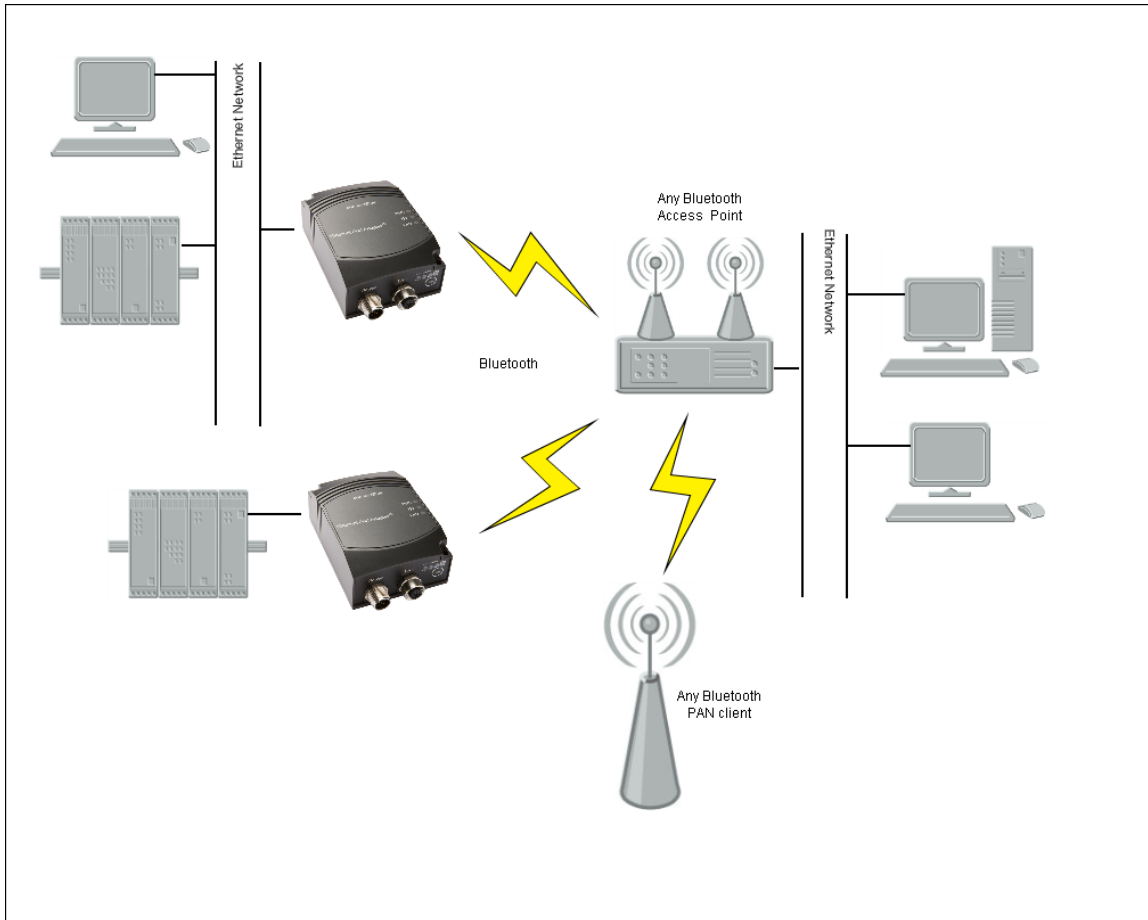 Ethernet Network
Any Bluetooth
Access Point
Ethernet Network
Bluetooth
Any Bluetooth
PAN client